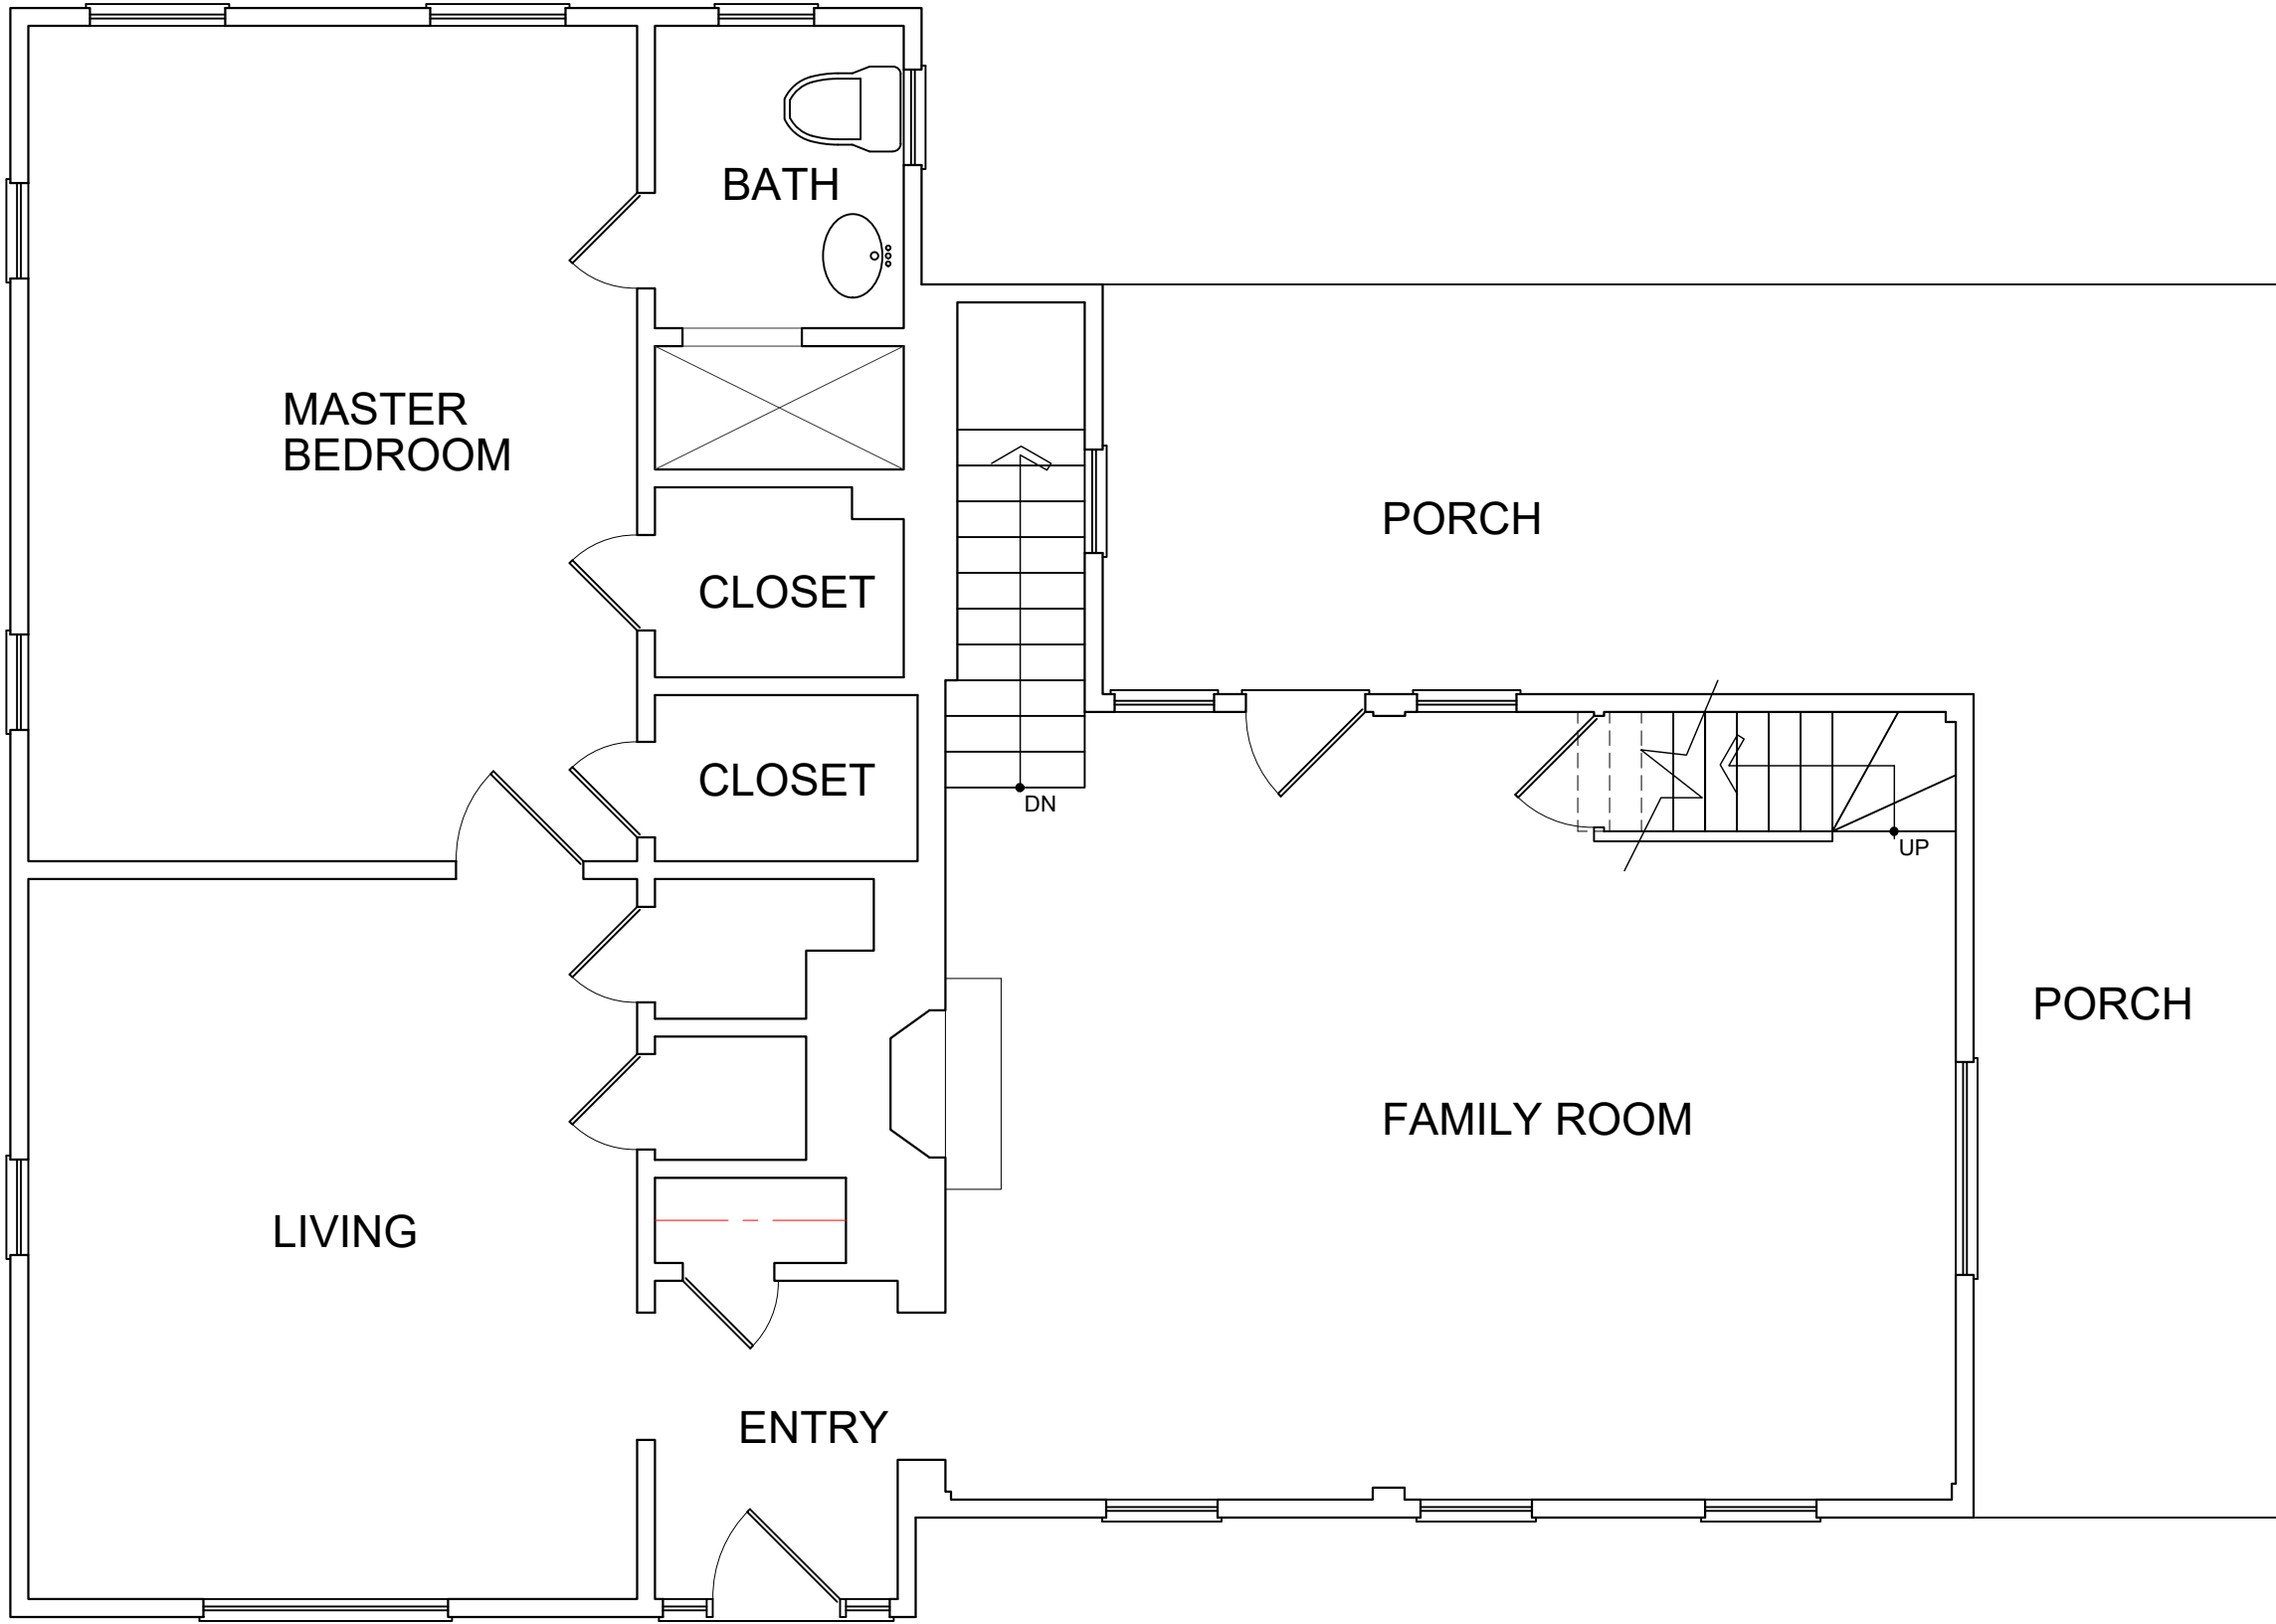 BATH
MASTER
BEDROOM
PORCH
CLOSET
CLOSET
DN
UP
PORCH
FAMILY ROOM
LIVING
ENTRY